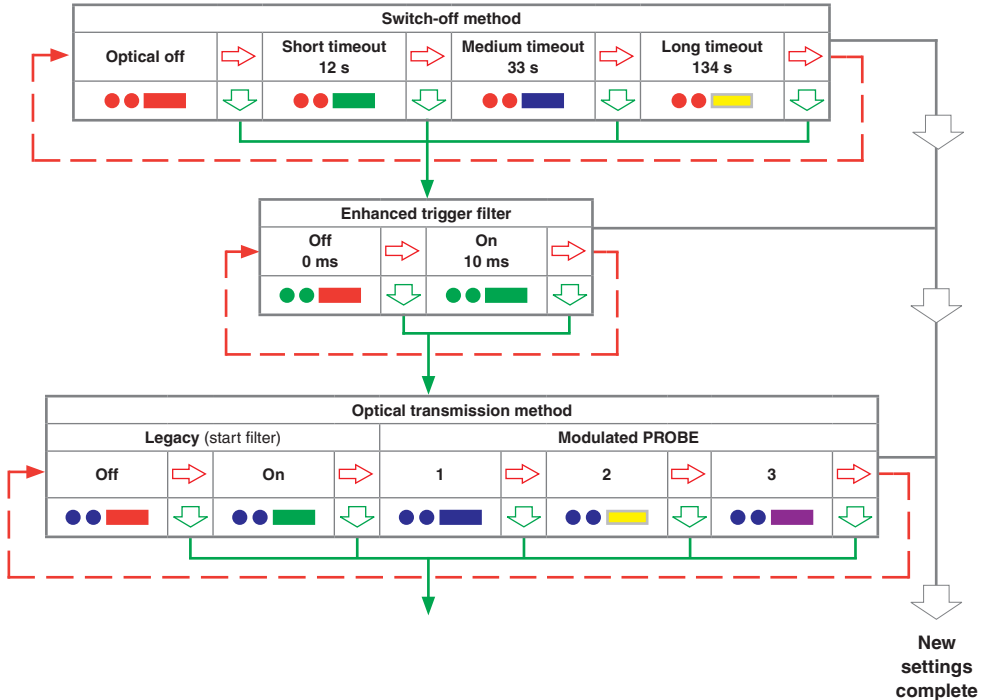 Switch-off method
Optical off
Short timeout
12 s
Medium timeout
33 s
Long timeout
134 s
Enhanced trigger filter
Off
0 ms
On
10 ms
Optical transmission method
Legacy (start filter)
Modulated PROBE
Off
On
1
2
3
New
settings
complete